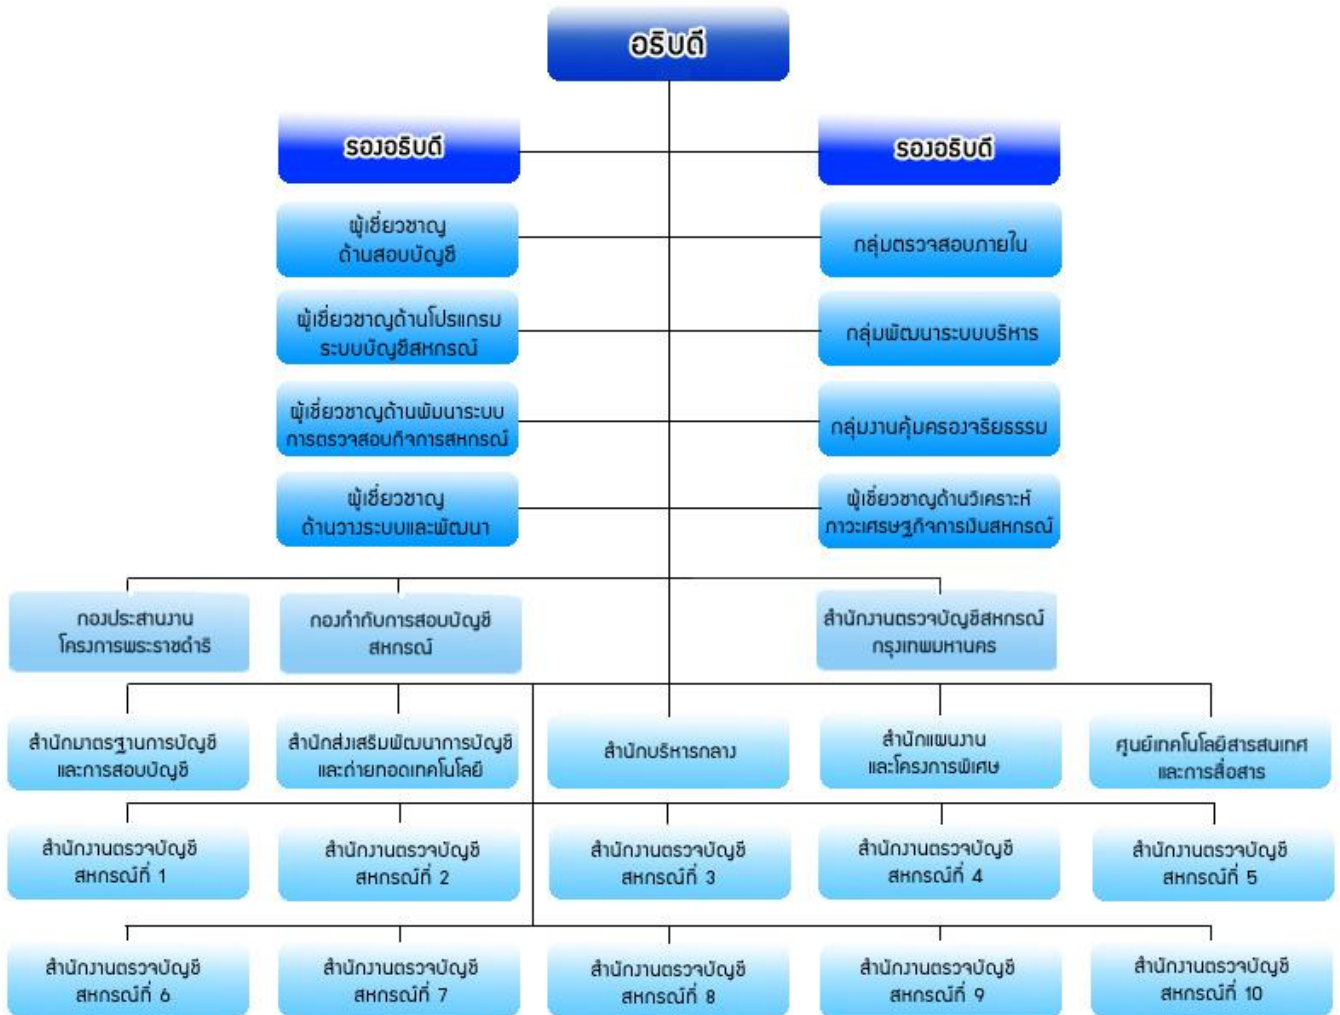 อธิบดี
รองอธิบดี
รองอธิบดี
ผู้เชี่ยวชาญ
ด้านสอบบัญชี
กลุ่มตรวจสอบภายใน
ผู้เชี่ยวชาญด้านโปรแกรม
ระบบบัญชีสหกรณ์
กลุ่มพัฒนาระบบบริหาร
ผู้เชี่ยวชาญด้านพัมนาระบบ
การตรวจสอบกิจการสหกรณ์
กลุ่มงานคุ้มครองจริยธรรม
ผู้เชี่ยวชาญ
ด้านวางระบบและพัฒนา
ผู้เชี่ยวชาญด้านวิเคราะห์
ภาวะเศรษฐกิจการเงินสหกรณ์
กองประสานงาน
โครงการพระราชดำริ
กองกำกับการสอบบัญชี
สหกรณ์
สำนักงานตรวจบัญชีสหกรณ์
กรุงเทพมหานคร
สำนักมาตรฐานการบัญชี
และการสอบบัญชี
สำนักส่งเสริมพัฒนาการบัญชี
และถ่ายทอดเทคโนโลยี
สำนักบริหารกลาง
สำนักแผนงาน
และโครงการพิเศษ
ศูนย์เทคโนโลยีสารสนเทศ
และการสื่อสาร
สำนักงานตรวจบัญชี
สหกรณ์ที่ 1
สำนักงานตรวจบัญชี
สหกรณ์ที่ 2
สำนักงานตรวจบัญชี
สหกรณ์ที่ 3
สำนักงานตรวจบัญชี
สหกรณ์ที่ 4
สำนักงานตรวจบัญชี
สหกรณ์ที่ 5
สำนักงานตรวจบัญชี
สหกรณ์ที่ 6
สำนักงานตรวจบัญชี
สหกรณ์ที่ 7
สำนักงานตรวจบัญชี
สหกรณ์ที่ 8
สำนักงานตรวจบัญชี
สหกรณ์ที่ 9
สำนักงานตรวจบัญชี
สหกรณ์ที่ 10